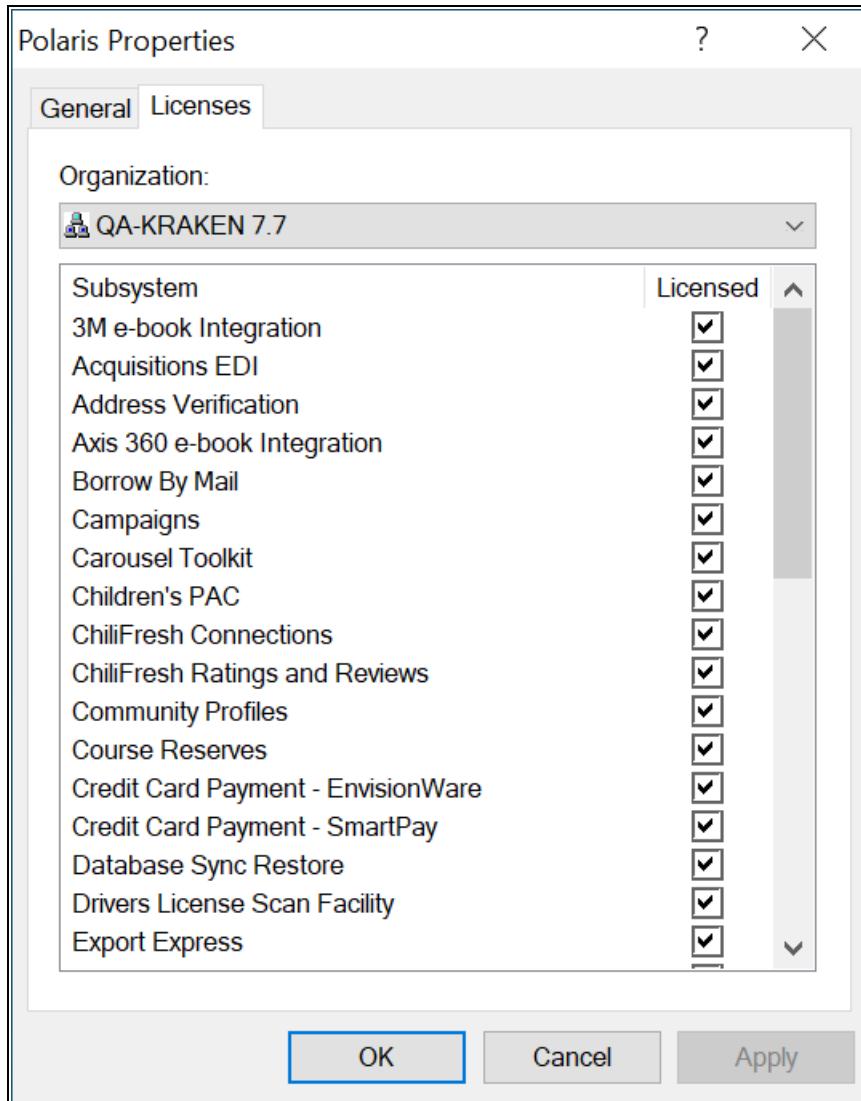 Polaris Properties ?
General Licenses
Organization:
QA-KRAKEN 7.7
Subsystem Licensed
3M e-book Integration
Acquisitions EDI
Address Verification
Axis 360 e-book Integration
Borrow By Mail
Campaigns
Carousel Toolkit
Children's PAC
ChiliFresh Connections
ChiliFresh Ratings and Reviews
Community Profiles
Course Reserves
Credit Card Payment - EnvisionWare
Credit Card Payment - SmartPay
Database Sync Restore
Drivers License Scan Facility
Export Express
OK Cancel Apply